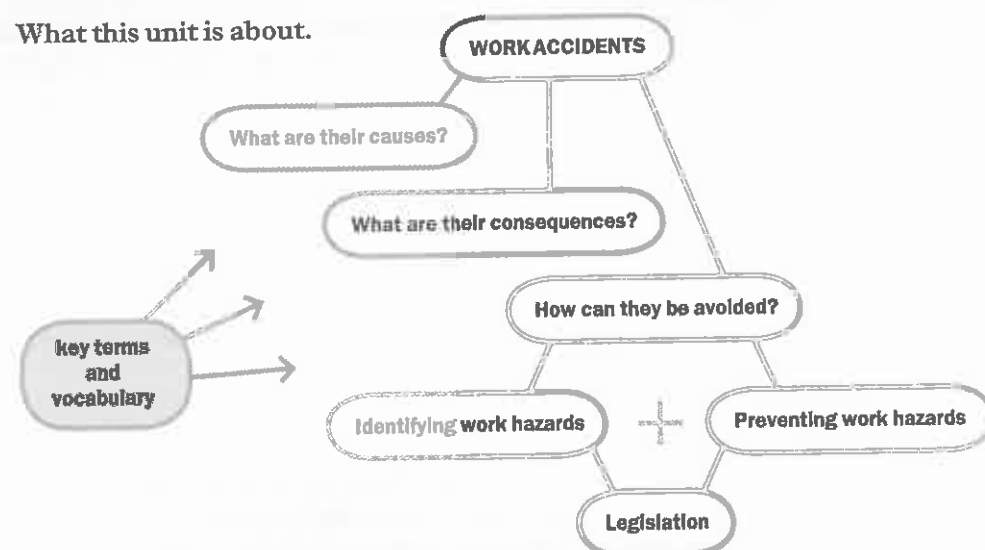 What this unit is about.
WORK ACCIDENTS
What are their causes?
What are their consequences?
How can they be avoided?
key terms
and
vocabulary
Identifying work hazards
Preventing work hazards
Legislation